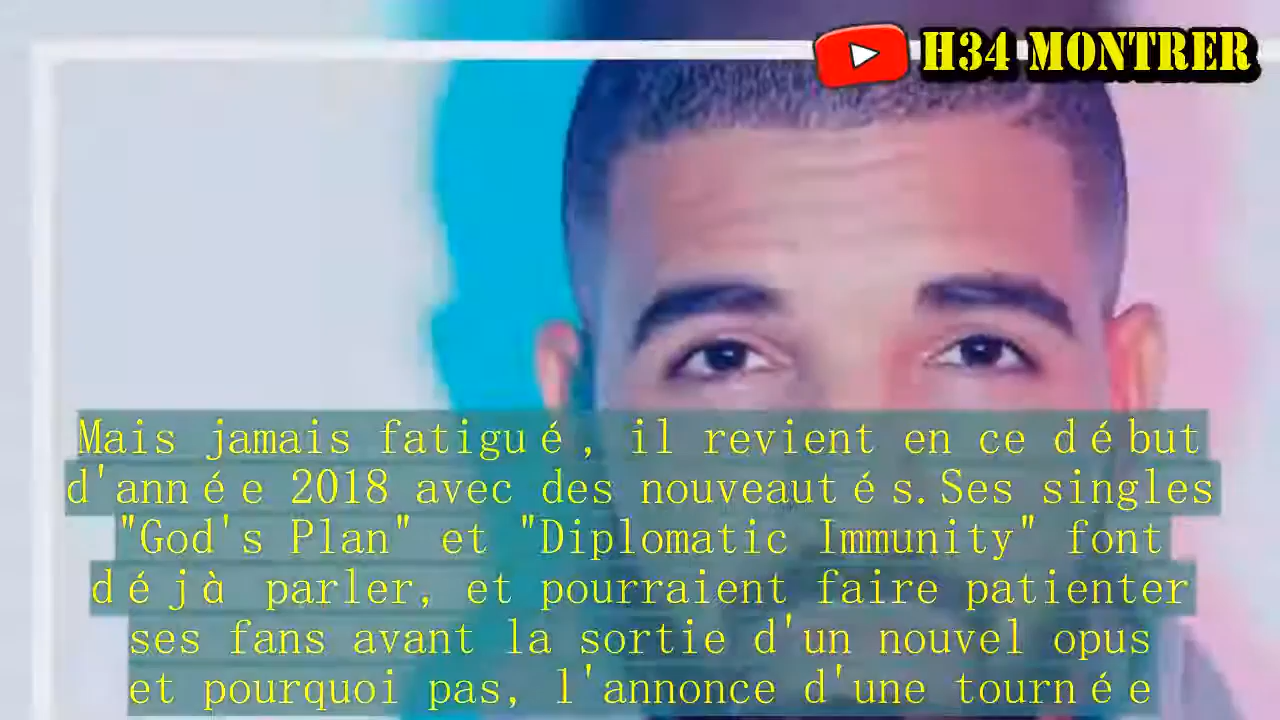 H34 MONTRER
Mais jamais fatigué, il revient en ce début
d'année 2018 avec des nouveautés.Ses singles
"God's Plan" et "Diplomatic Immunity" font
déjà parler, et pourraient faire patienter
ses fans avant la sortie d'un nouvel opus
et pourquoi pas, l'annonce d'une tournée